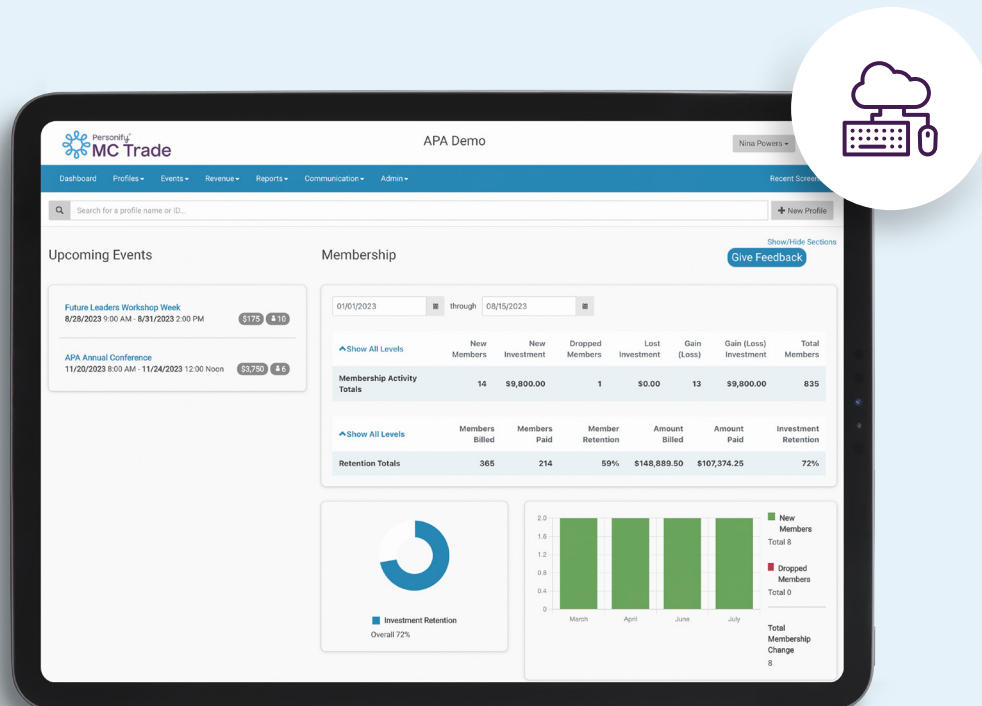 Personify
MC Trade
APA Demo
Nina Powers
Dashboard Profiles Events Revenue Reports Communication Admin
Search for a profile name or ID...
New Profile
Show/Hide Sections
Upcoming Events
Membership
Give Feedback
Future Leaders Workshop Week
8/28/2023 9:00 AM - 8/31/2023 2:00 PM $175 10
APA Annual Conference
11/20/2023 8:00 AM - 11/24/2023 12:00 Noon $3,750 6
01/01/2023 through 08/15/2023
Show All Levels
New Members
New Investment
Dropped Members
Lost Investment
Gain (Loss)
Gain (Loss) Investment
Total Members
Membership Activity Totals
14 $9,800.00 1 $0.00 13 $9,800.00 835
Show All Levels
Members Billed
Members Paid
Member Retention
Amount Billed
Amount Paid
Investment Retention
Retention Totals 365 214 59% $148,889.50 $107,374.25 72%
Investment Retention
Overall 72%
2.0
1.6
1.2
0.8
0.4
0
March April June July
New
Members
Total 8
Dropped
Members
Total 0
Total
Membership
Change
8